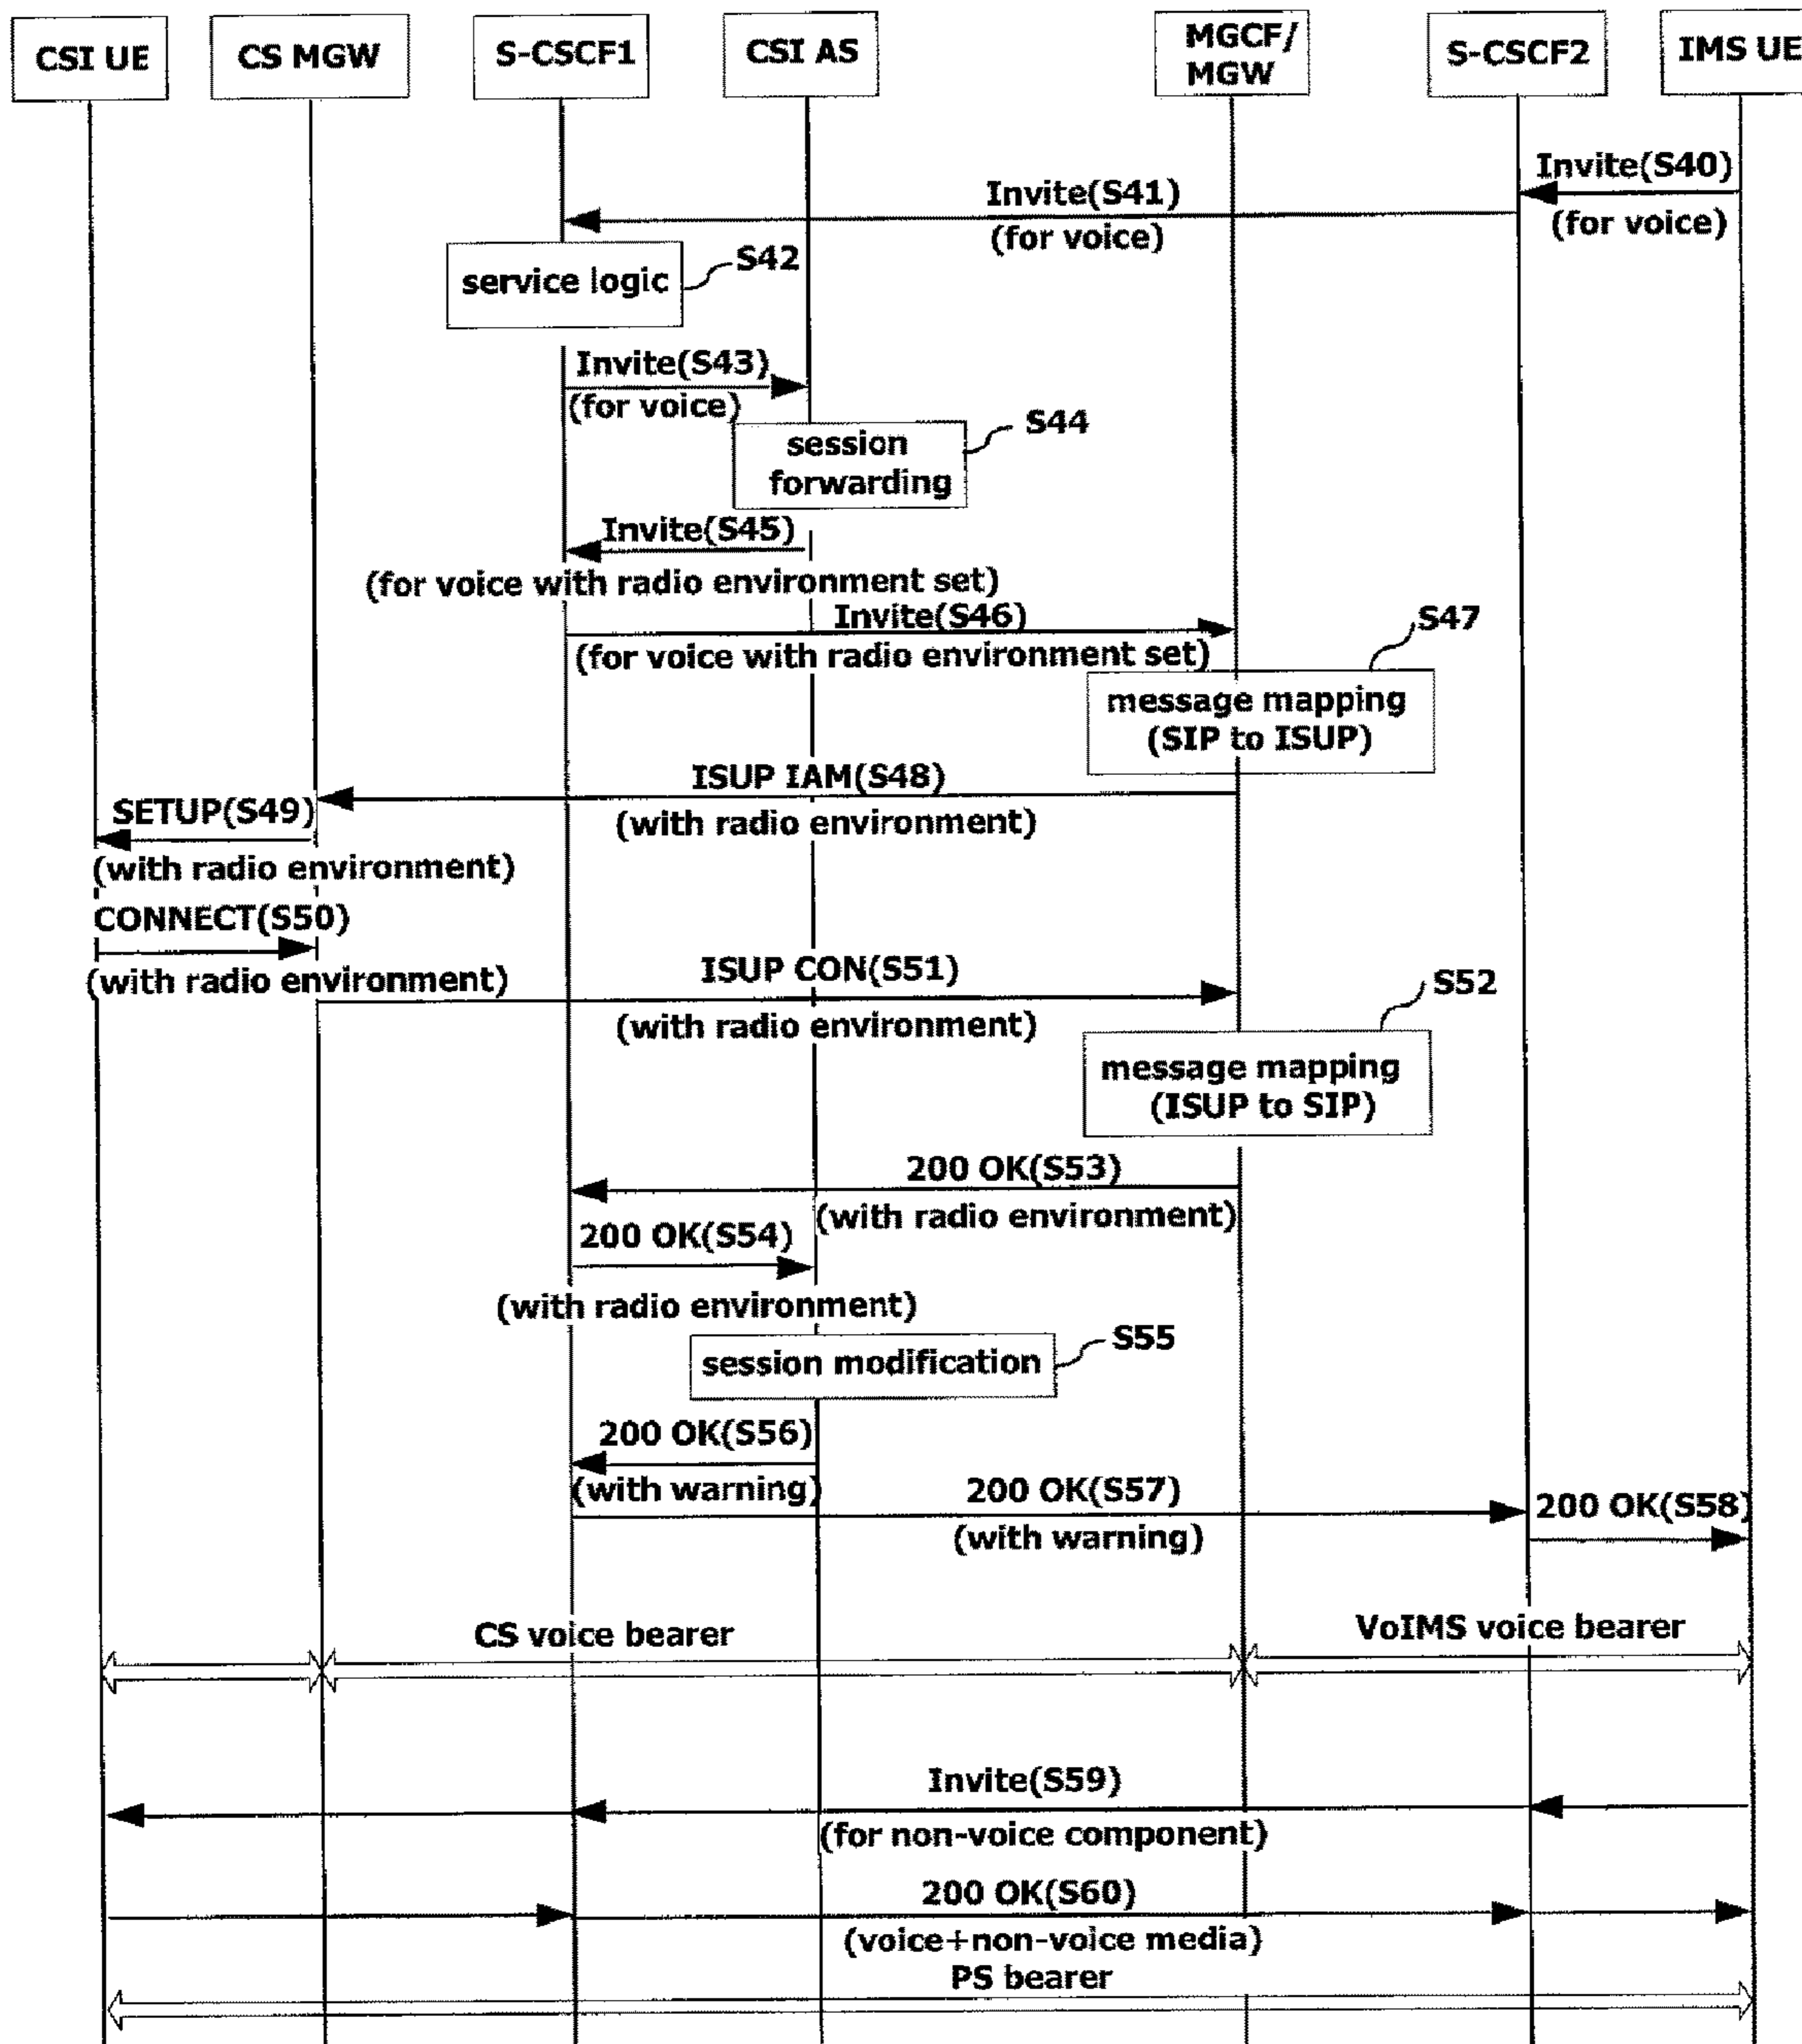 CSI UE
CS MGW
S-CSCF1
CSI AS
MGCF/
MGW
S-CSCF2
IMS UE
Invite(S40)
(for voice)
Invite(S41)
(for voice)
service logic
S42
Invite(S43)
(for voice)
session
forwarding
S44
Invite(S45)
(for voice with radio environment set)
Invite(S46)
(for voice with radio environment set)
S47
message mapping
(SIP to ISUP)
ISUP IAM(S48)
(with radio environment)
SETUP(S49)
(with radio environment)
CONNECT(S50)
(with radio environment)
ISUP CON(S51)
(with radio environment)
S52
message mapping
(ISUP to SIP)
200 OK(S53)
(with radio environment)
200 OK(S54)
(with radio environment)
session modification
S55
200 OK(S56)
(with warning)
200 OK(S57)
(with warning)
200 OK(S58)
CS voice bearer
VoIMS voice bearer
Invite(S59)
(for non-voice component)
200 OK(S60)
(voice+non-voice media)
PS bearer